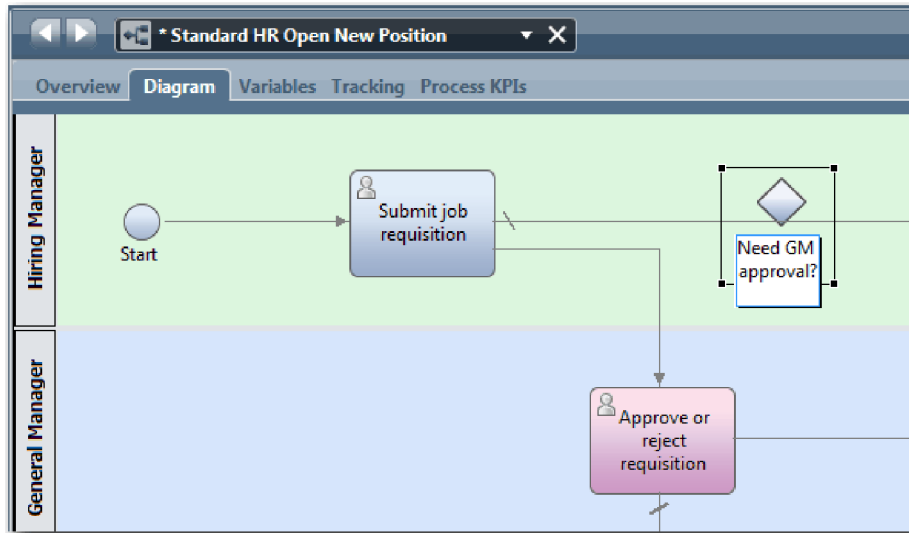 * Standard HR Open New Position
Overview Diagram Variables Tracking Process KPIs
Hiring Manager
Start
Submit job
requisition
Need GM
approval?
General Manager
Approve or
reject
requisition